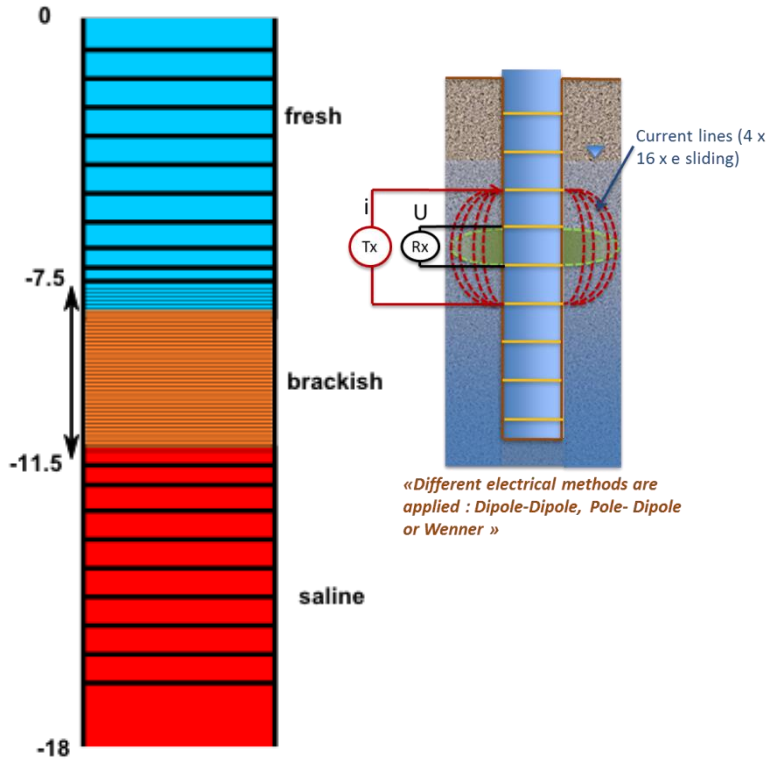 0
fresh
-7.5
brackish
-11.5
saline
-18
Current lines (4 x
16 x e sliding)
i
U
Tx
Rx
«Different electrical methods are
applied : Dipole-Dipole, Pole- Dipole
or Wenner »